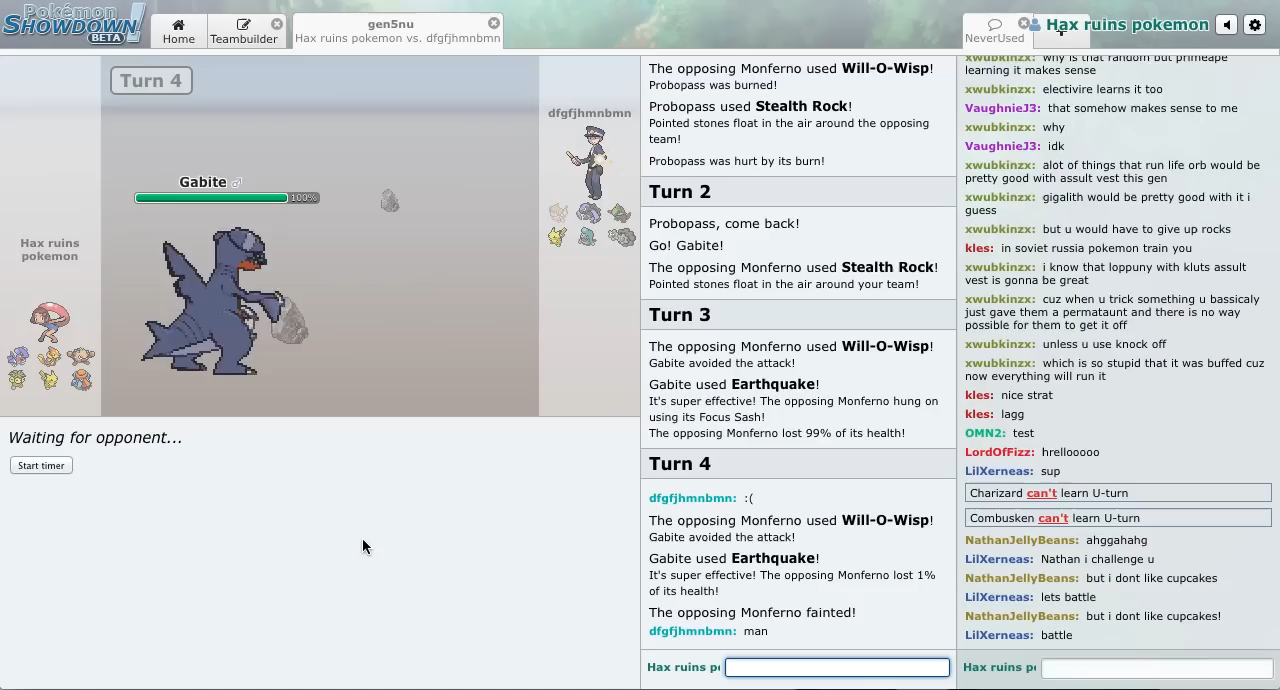 Pokémon
SHOWDOWN!
BETA
Home
Teambuilder
gen5nu
Hax ruins pokemon vs. dfgfjhmnbmn
NeverUsed
Hax ruins pokemon
Turn 4
Hax ruins
pokemon
Gabite ♂
100%
dfgfjhmnbmn
Waiting for opponent...
Start timer
The opposing Monferno used Will-O-Wisp!
Probopass was burned!
Probopass used Stealth Rock!
Pointed stones float in the air around the opposing
team!
Probopass was hurt by its burn!
Turn 2
Probopass, come back!
Go! Gabite!
The opposing Monferno used Stealth Rock!
Pointed stones float in the air around your team!
Turn 3
The opposing Monferno used Will-O-Wisp!
Gabite avoided the attack!
Gabite used Earthquake!
It's super effective! The opposing Monferno hung on
using its Focus Sash!
The opposing Monferno lost 99% of its health!
Turn 4
dfgfjhmnbmn: :(
The opposing Monferno used Will-O-Wisp!
Gabite avoided the attack!
Gabite used Earthquake!
It's super effective! The opposing Monferno lost 1%
of its health!
The opposing Monferno fainted!
dfgfjhmnbmn: man
Hax ruins p
xwubkinzx: why is that random but primeape
learning it makes sense
xwubkinzx: electivire learns it too
VaughnieJ3: that somehow makes sense to me
xwubkinzx: why
VaughnieJ3: idk
xwubkinzx: alot of things that run life orb would be
pretty good with assult vest this gen
xwubkinzx: gigalith would be pretty good with it i
guess
xwubkinzx: but u would have to give up rocks
kles: in soviet russia pokemon train you
xwubkinzx: i know that loppuny with kluts assult
vest is gonna be great
xwubkinzx: cuz when u trick something u bassicaly
just gave them a permataunt and there is no way
possible for them to get it off
xwubkinzx: unless u use knock off
xwubkinzx: which is so stupid that it was buffed cuz
now everything will run it
kles: nice strat
kles: lagg
OMN2: test
LordOfFizz: hrellooooo
LilXerneas: sup
Charizard can't learn U-turn
Combusken can't learn U-turn
NathanJellyBeans: ahggahahg
LilXerneas: Nathan i challenge u
NathanJellyBeans: but i dont like cupcakes
LilXerneas: lets battle
NathanJellyBeans: but i dont like cupcakes!
LilXerneas: battle
Hax ruins p